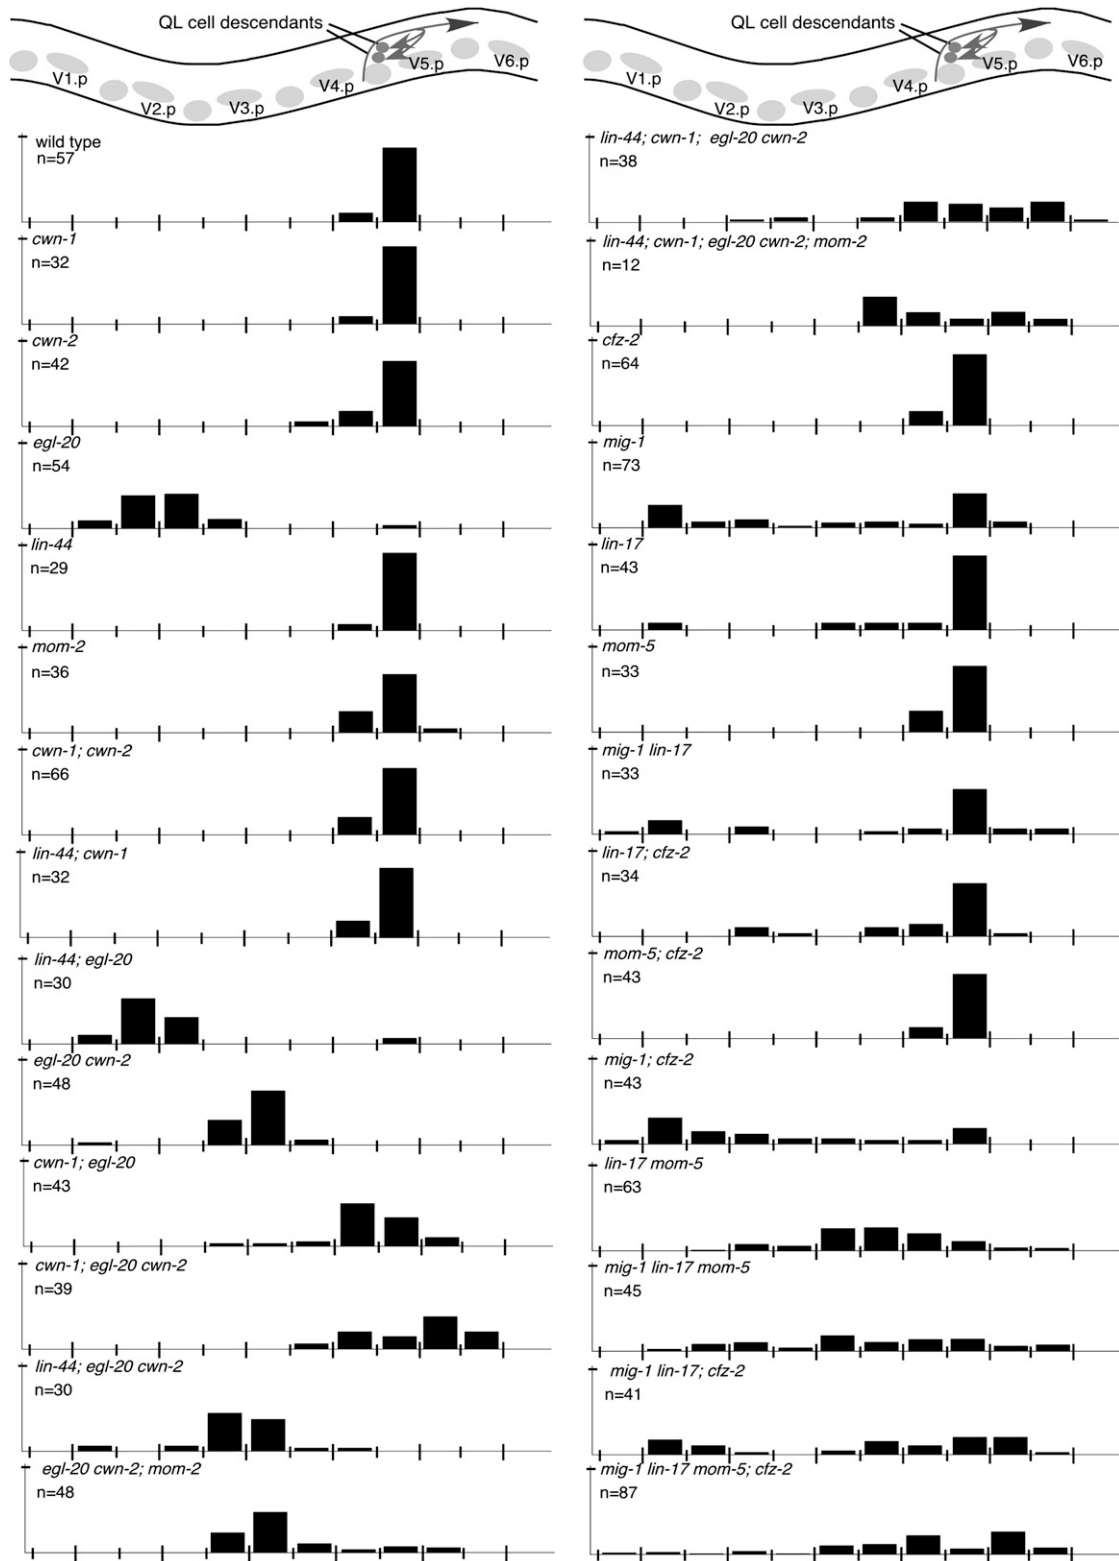 QL cell descendants
V1.p
V2.p
V3.p
V4.p
V5.p
V6.p
wild type
n=57
cwn-1
n=32
cwn-2
n=42
egl-20
n=54
lin-44
n=29
mom-2
n=36
cwn-1; cwn-2
n=66
lin-44; cwn-1
n=32
lin-44; egl-20
n=30
egl-20 cwn-2
n=48
cwn-1; egl-20
n=43
cwn-1; egl-20 cwn-2
n=39
lin-44; egl-20 cwn-2
n=30
egl-20 cwn-2; mom-2
n=48
QL cell descendants
V1.p
V2.p
V3.p
V4.p
V5.p
V6.p
lin-44; cwn-1; egl-20 cwn-2
n=38
lin-44; cwn-1; egl-20 cwn-2; mom-2
n=12
cfz-2
n=64
mig-1
n=73
lin-17
n=43
mom-5
n=33
mig-1 lin-17
n=33
lin-17; cfz-2
n=34
mom-5; cfz-2
n=43
mig-1; cfz-2
n=43
lin-17 mom-5
n=63
mig-1 lin-17 mom-5
n=45
mig-1 lin-17; cfz-2
n=41
mig-1 lin-17 mom-5; cfz-2
n=87